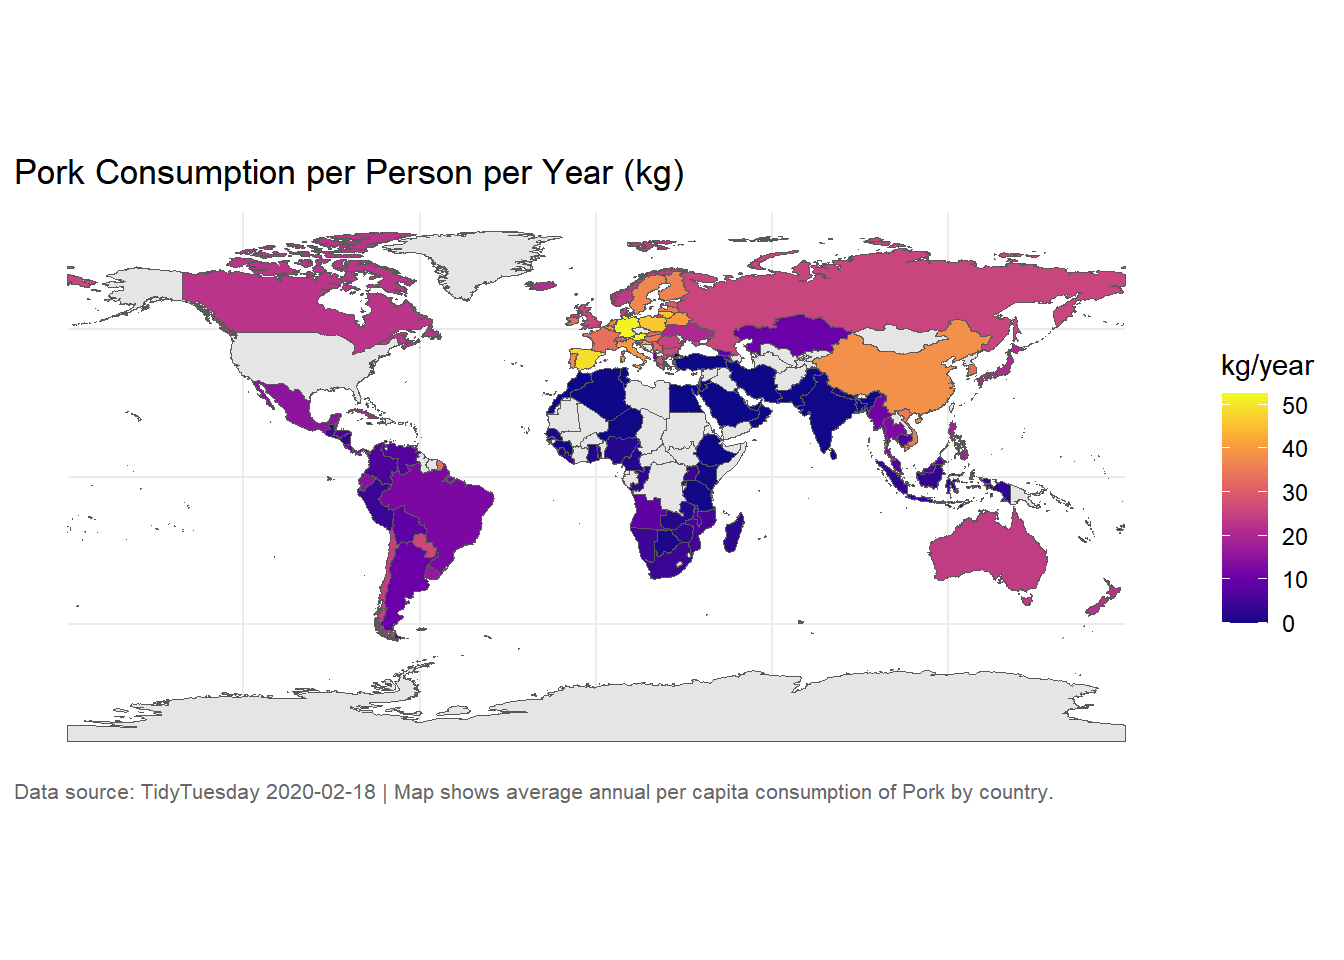 Pork Consumption per Person per Year (kg)
kg/year
50
40
30
20
10
0
Data source: TidyTuesday 2020-02-18 | Map shows average annual per capita consumption of Pork by country.